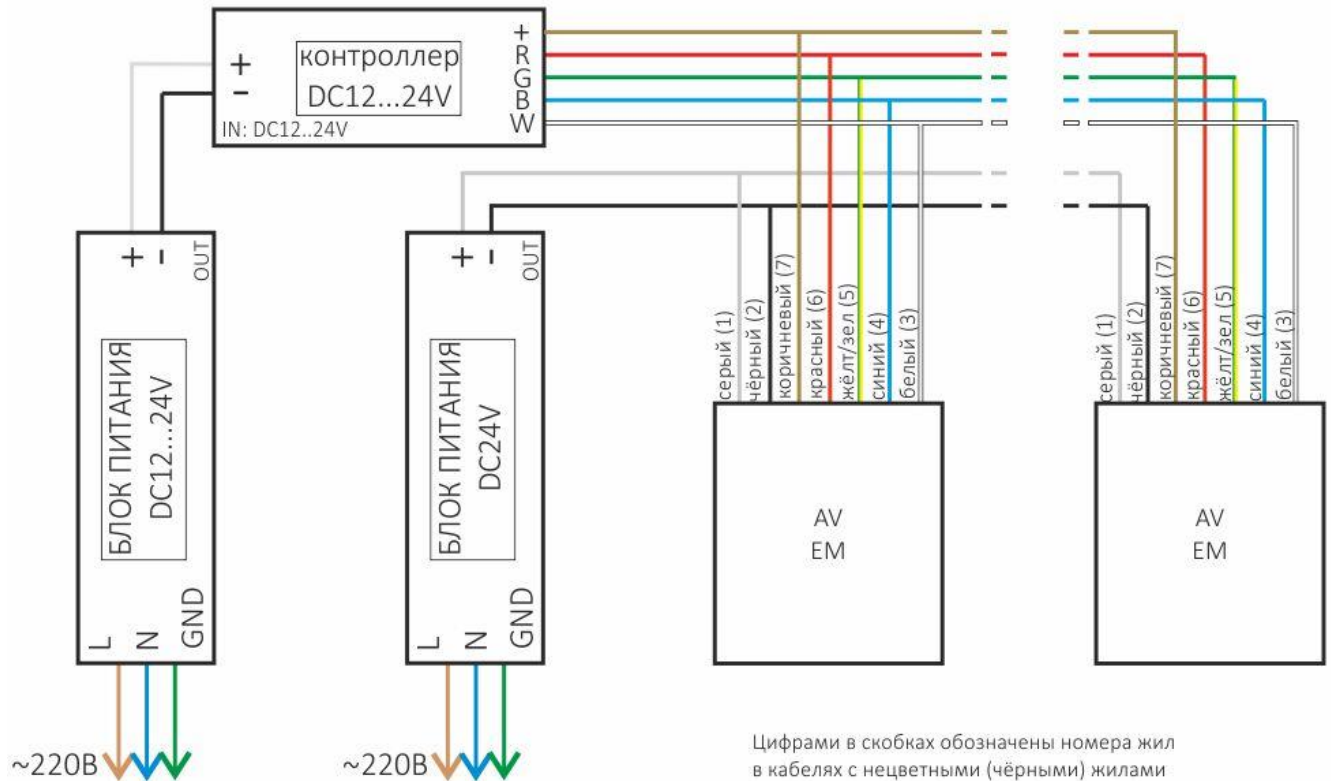 контроллер
DC12...24V
IN: DC12..24V
+
-
+
R
G
B
W
+ -
OUT
БЛОК ПИТАНИЯ
DC12...24V
L N GND
~220В
+ -
OUT
БЛОК ПИТАНИЯ
DC24V
L N GND
~220В
серый (1)
чёрный (2)
коричневый (7)
красный (6)
жёлт/зел (5)
синий (4)
белый (3)
AV
EM
серый (1)
чёрный (2)
коричневый (7)
красный (6)
жёлт/зел (5)
синий (4)
белый (3)
AV
EM
Цифрами в скобках обозначены номера жил
в кабелях с нецветными (чёрными) жилами